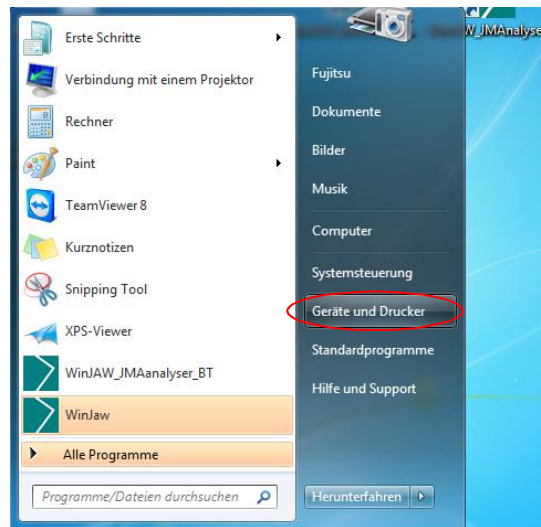 Erste Schritte
Verbindung mit einem Projektor
Rechner
Paint
TeamViewer 8
Kurznotizen
Snipping Tool
XPS-Viewer
WinJAW_JMAanalyser_BT
WinJaw
Alle Programme
Programme/Dateien durchsuchen
Fujitsu
Dokumente
Bilder
Musik
Computer
Systemsteuerung
Geräte und Drucker
Standardprogramme
Hilfe und Support
Herunterfahren
W_JMAnalyse